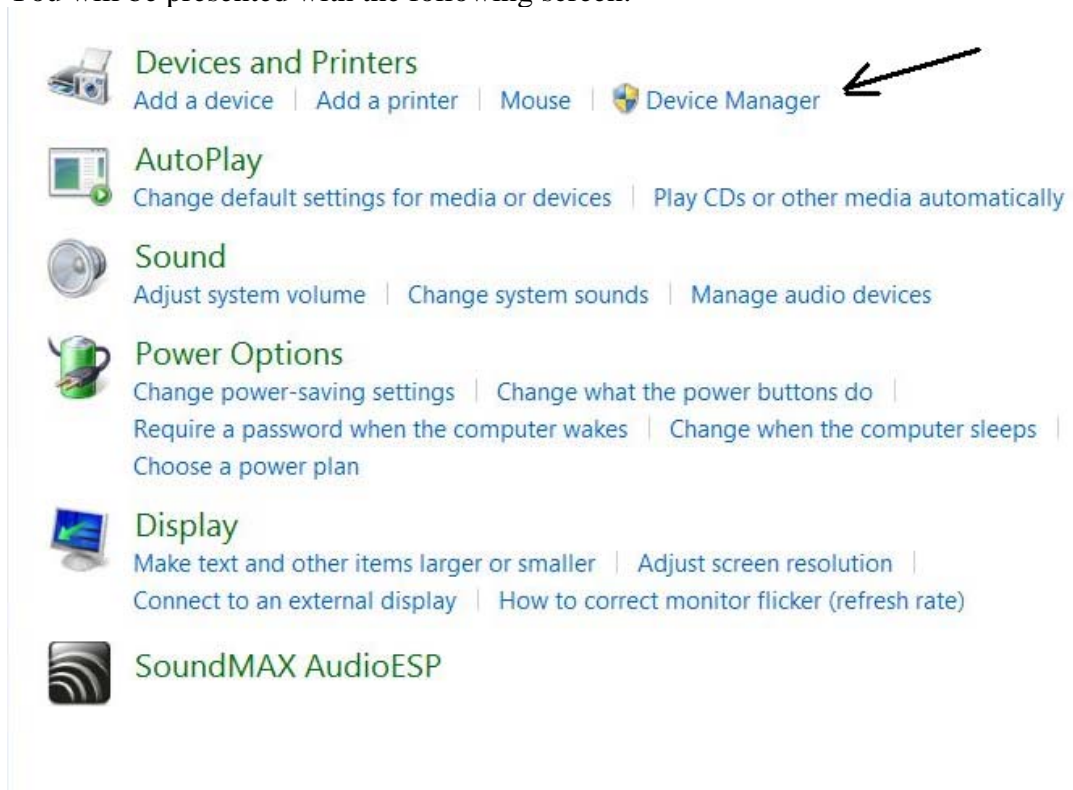 You will be presented with the following screen.
Devices and Printers
Add a device | Add a printer | Mouse | Device Manager
AutoPlay
Change default settings for media or devices | Play CDs or other media automatically
Sound
Adjust system volume | Change system sounds | Manage audio devices
Power Options
Change power-saving settings | Change what the power buttons do |
Require a password when the computer wakes | Change when the computer sleeps |
Choose a power plan
Display
Make text and other items larger or smaller | Adjust screen resolution |
Connect to an external display | How to correct monitor flicker (refresh rate)
SoundMAX AudioESP